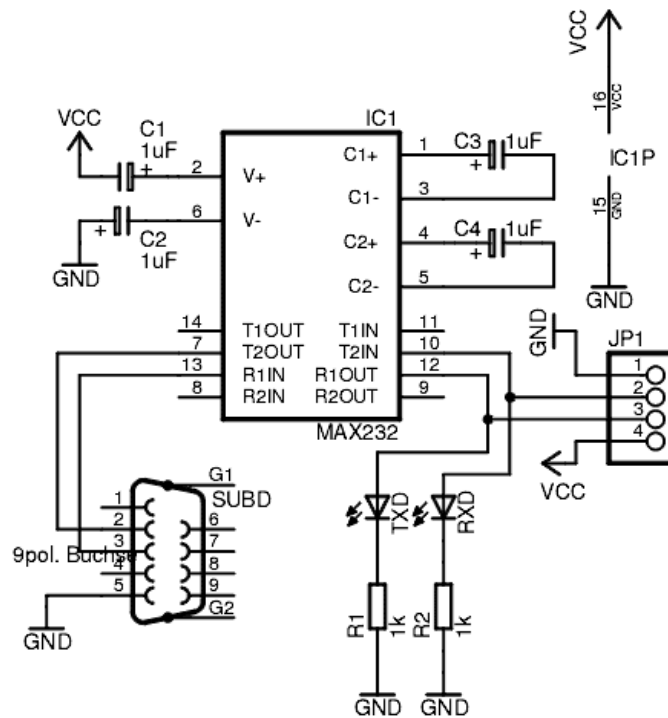 VCC
C1
1uF
+
2
V+
6
V-
+
C2
1uF
GND
IC1
C1+
1
C3
1uF
+
C1-
3
C2+
4
C4
1uF
+
C2-
5
VCC
16
VCC
IC1P
15
GND
GND
14
T1OUT
T1IN
11
7
T2OUT
T2IN
10
13
R1IN
R1OUT
12
8
R2IN
R2OUT
9
MAX232
GND
JP1
1
2
3
4
VCC
G1
SUBD
1
2
3
4
5
6
7
8
9
9pol. Buchse
G2
GND
TXD
RXD
R1
1k
R2
1k
GND
GND